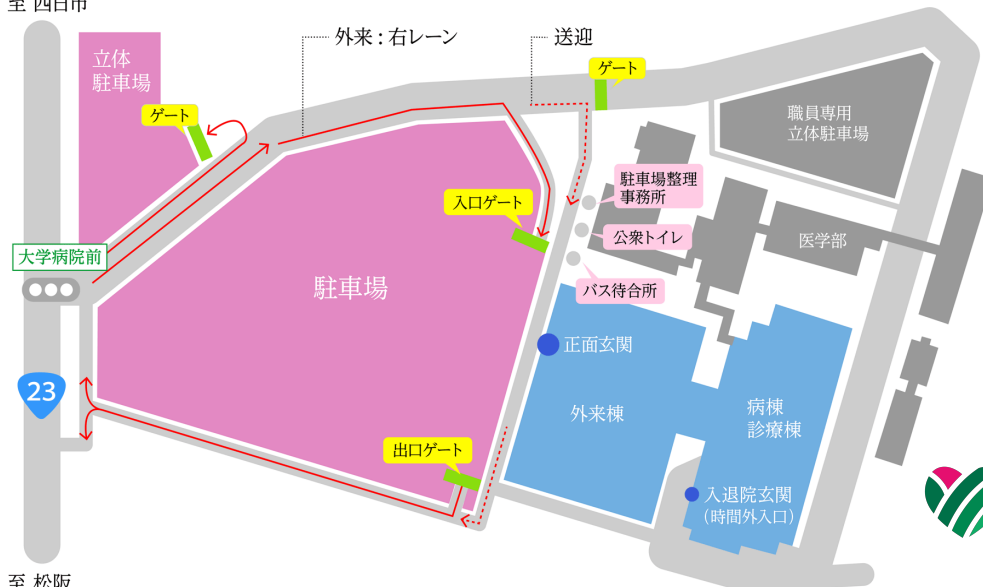 至 四日市
外来：右レーン
送迎
立体
駐車場
ゲート
ゲート
職員専用
立体駐車場
駐車場整理
事務所
入口ゲート
公衆トイレ
医学部
大学病院前
駐車場
バス待合所
正面玄関
23
外来棟
病棟
診療棟
出口ゲート
入退院玄関
（時間外入口）
至 松阪